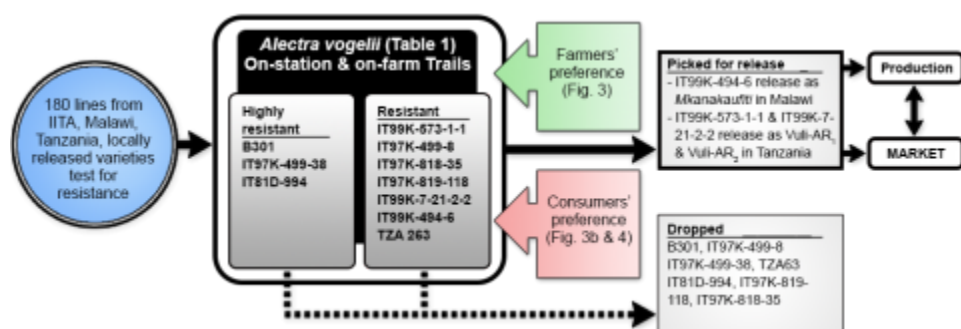 180 lines from
IITA, Malawi,
Tanzania, locally
released varieties
test for
resistance
Alectra vogelii (Table 1)
On-station & on-farm Trails
Highly
resistant
B301
IT97K-499-38
IT81D-994
Resistant
IT99K-573-1-1
IT97K-499-8
IT97K-818-35
IT97K-819-118
IT99K-7-21-2-2
IT99K-494-6
TZA 263
Farmers'
preference
(Fig. 3)
Consumers'
preference
(Fig. 3b & 4)
Picked for release
- IT99K-494-6 release as
Mkanakaufiti in Malawi
- IT99K-573-1-1 & IT99K-7-
21-2-2 release as Vuli-AR1
& Vuli-AR2 in Tanzania
Production
MARKET
Dropped
B301, IT97K-499-8
IT97K-499-38, TZA63
IT81D-994, IT97K-819-
118, IT97K-818-35